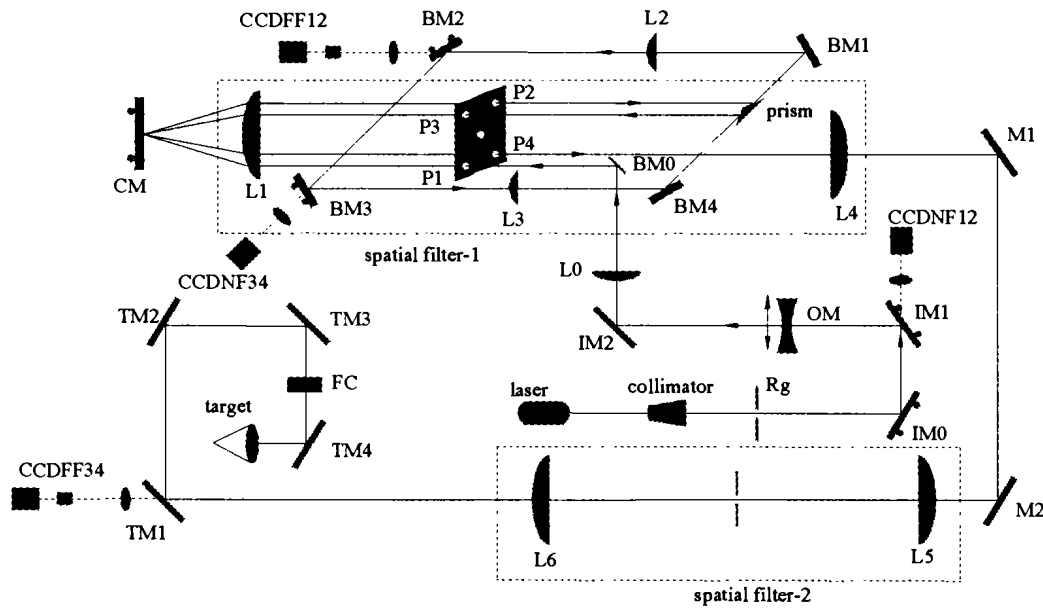 CCDFF12
BM2
L2
BM1
P2
P3
prism
P4
M1
CM
L1
P1
BM0
BM3
L3
BM4
L4
CCDNF12
spatial filter-1
CCDNF34
L0
TM2
TM3
OM
IM1
IM2
FC
laser
collimator
Rg
target
TM4
IM0
CCDFF34
TM1
M2
L6
L5
spatial filter-2